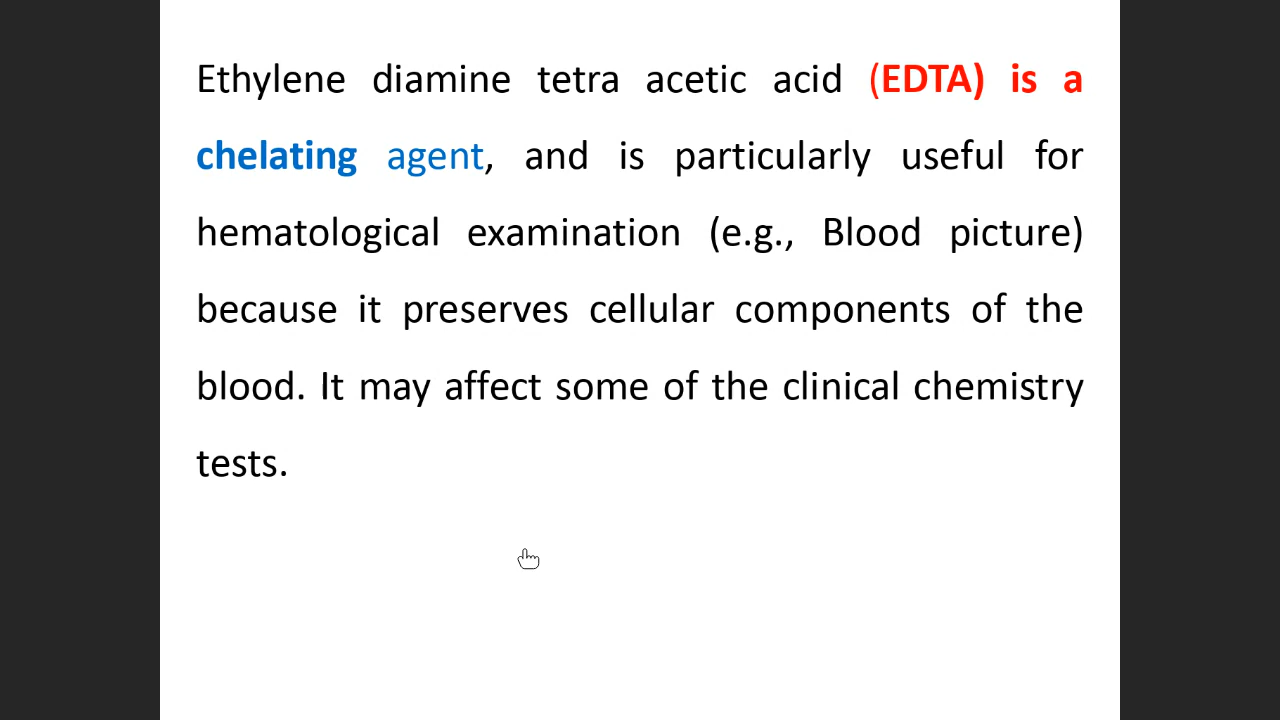 Ethylene diamine tetra acetic acid (EDTA) is a
chelating agent, and is particularly useful for
hematological examination (e.g., Blood picture)
because it preserves cellular components of the
blood. It may affect some of the clinical chemistry
tests.